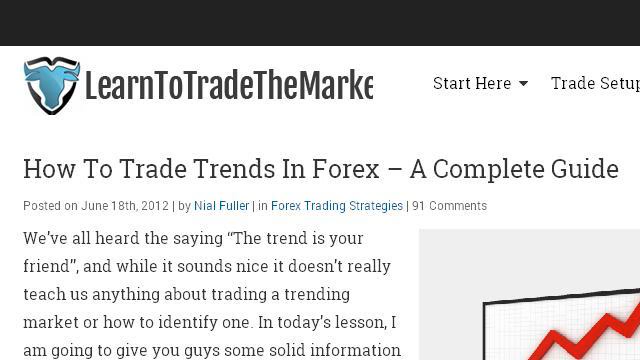 LearnToTradeTheMarke
Start Here
Trade Setup
How To Trade Trends In Forex – A Complete Guide
Posted on June 18th, 2012 | by Nial Fuller | in Forex Trading Strategies | 91 Comments
We’ve all heard the saying “The trend is your
friend”, and while it sounds nice it doesn’t really
teach us anything about trading a trending
market or how to identify one. In today’s lesson, I
am going to give you guys some solid information